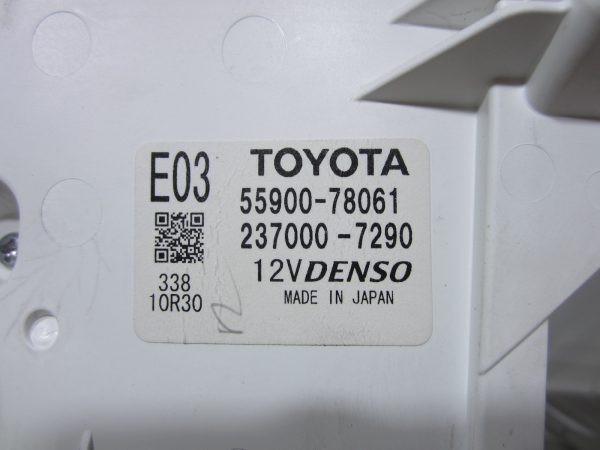 E03
TOYOTA
55900-78061
237000-7290
12V DENSO
MADE IN JAPAN
338
10R30